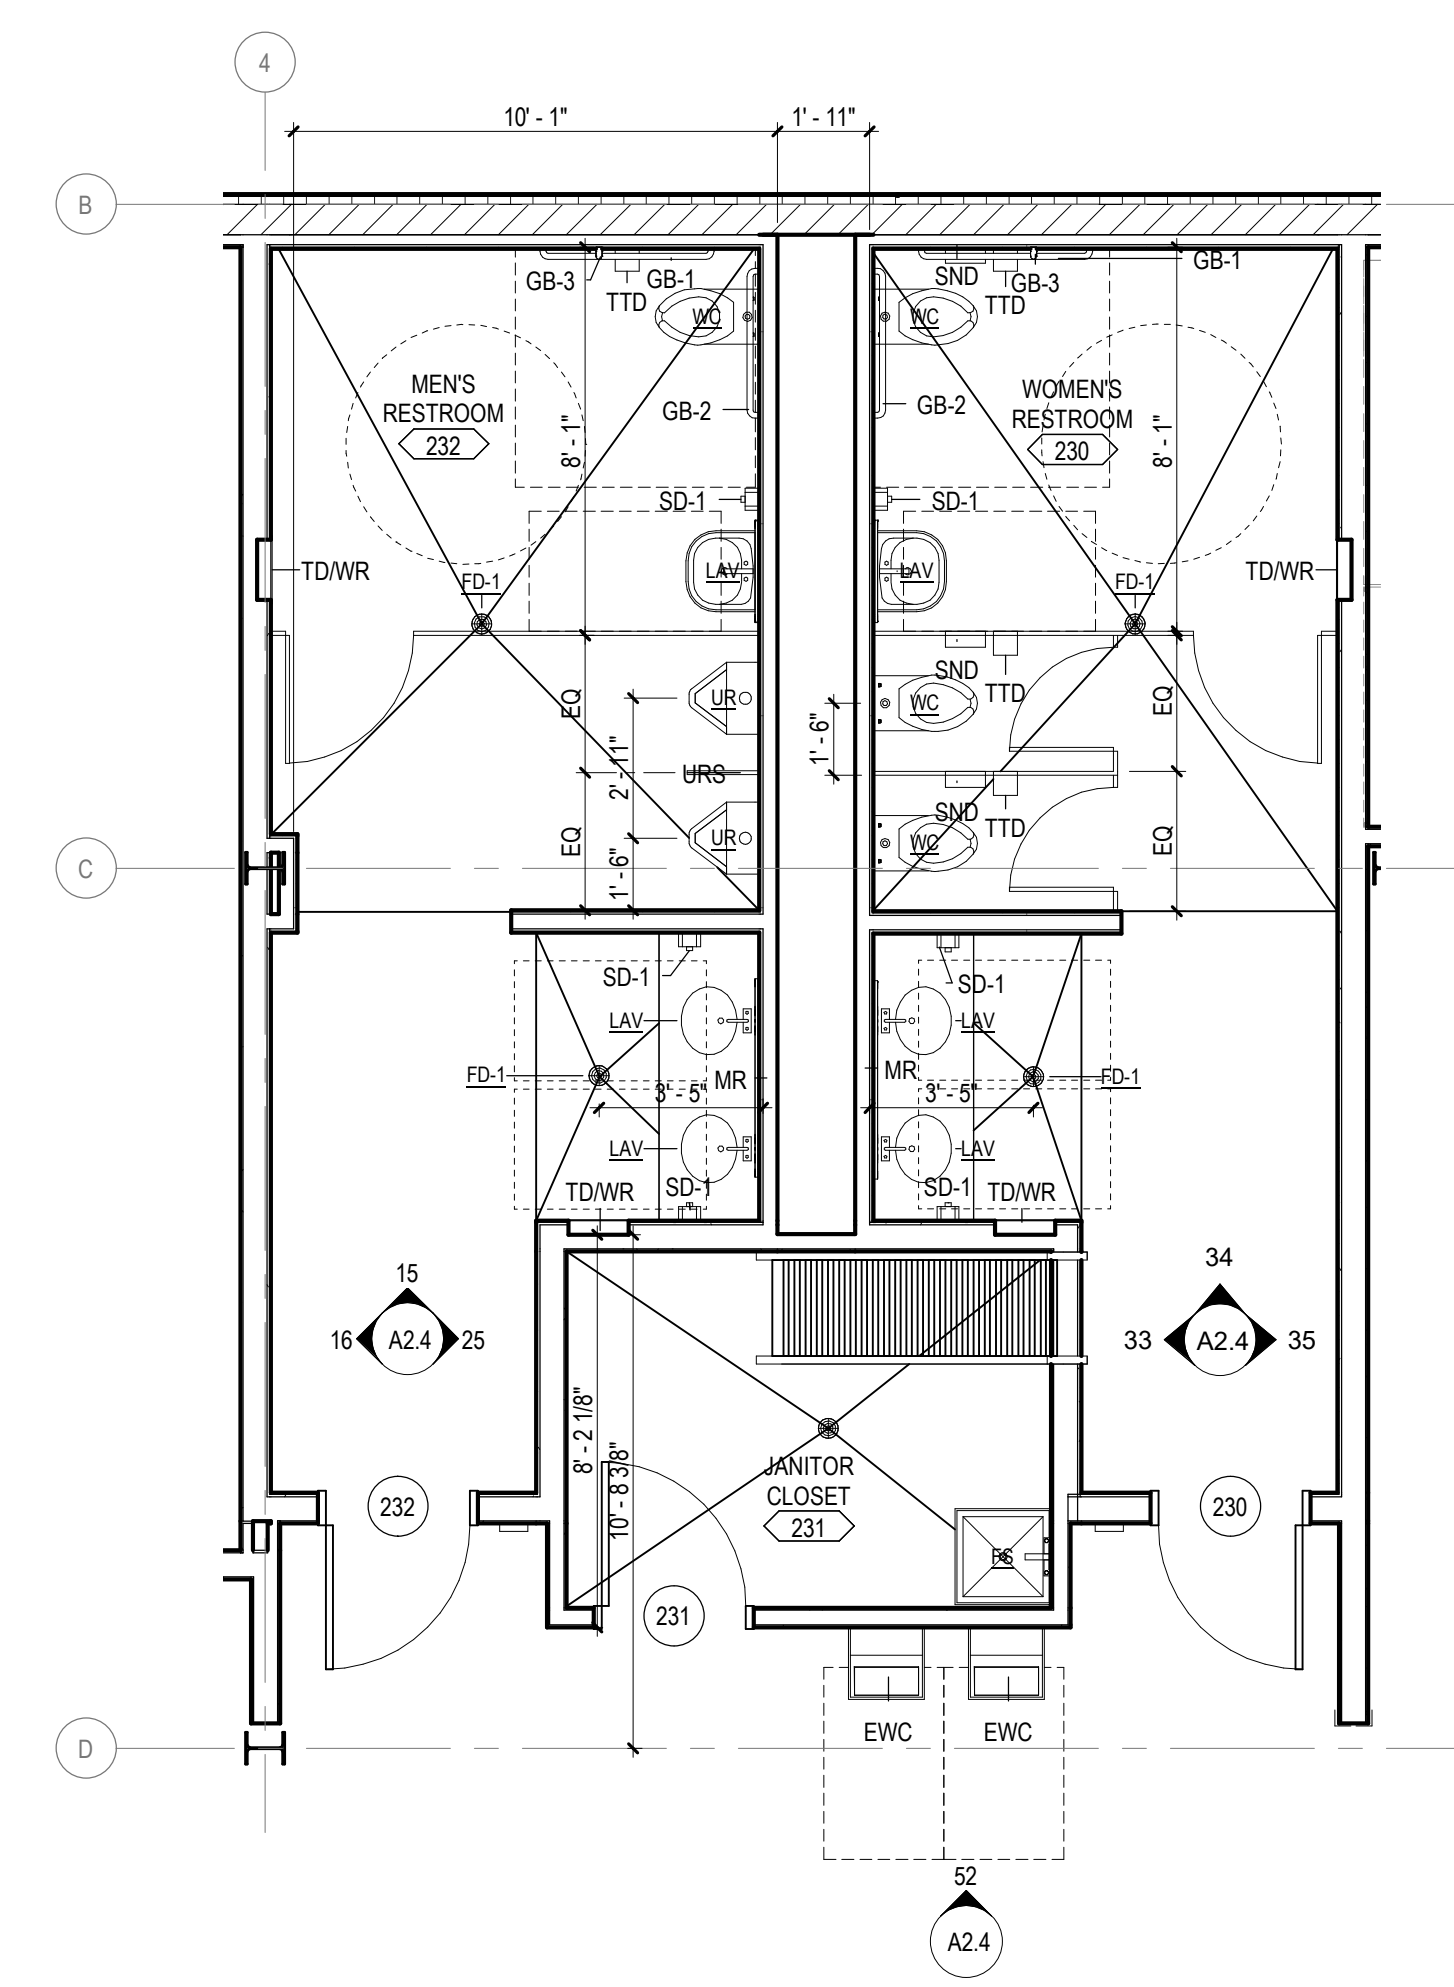 4
10' - 1"
1' - 11"
B
GB-3
GB-1
TTD
SND
GB-3
TTD
GB-1
WC
WC
MEN'S
RESTROOM
232
WOMEN'S
RESTROOM
230
GB-2
GB-2
8' - 1"
8' - 1"
SD-1
SD-1
TD/WR
FD-1
LAV
LAV
FD-1
TD/WR
EQ
UR
SND
TTD
WC
EQ
2' - 11"
URS
1' - 6"
EQ
1' - 6"
UR
SND
TTD
WC
EQ
C
SD-1
SD-1
LAV
LAV
FD-1
MR
MR
FD-1
3' - 5"
3' - 5"
LAV
LAV
TD/WR
SD-1
SD-1
TD/WR
15
16
A2.4
25
34
33
A2.4
35
8' - 2 1/8"
10' - 8 3/8"
JANITOR
CLOSET
231
232
230
FS
231
EWC
EWC
D
52
A2.4